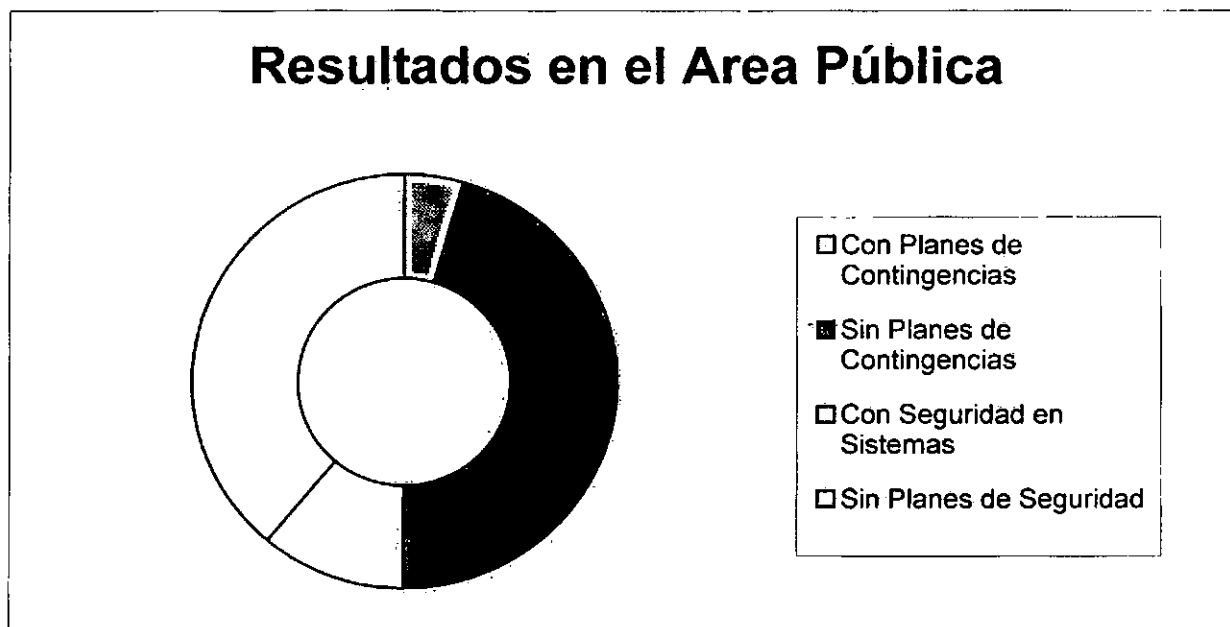 Resultados en el Area Pública
Con Planes de
Contingencias
Sin Planes de
Contingencias
Con Seguridad en
Sistemas
Sin Planes de Seguridad